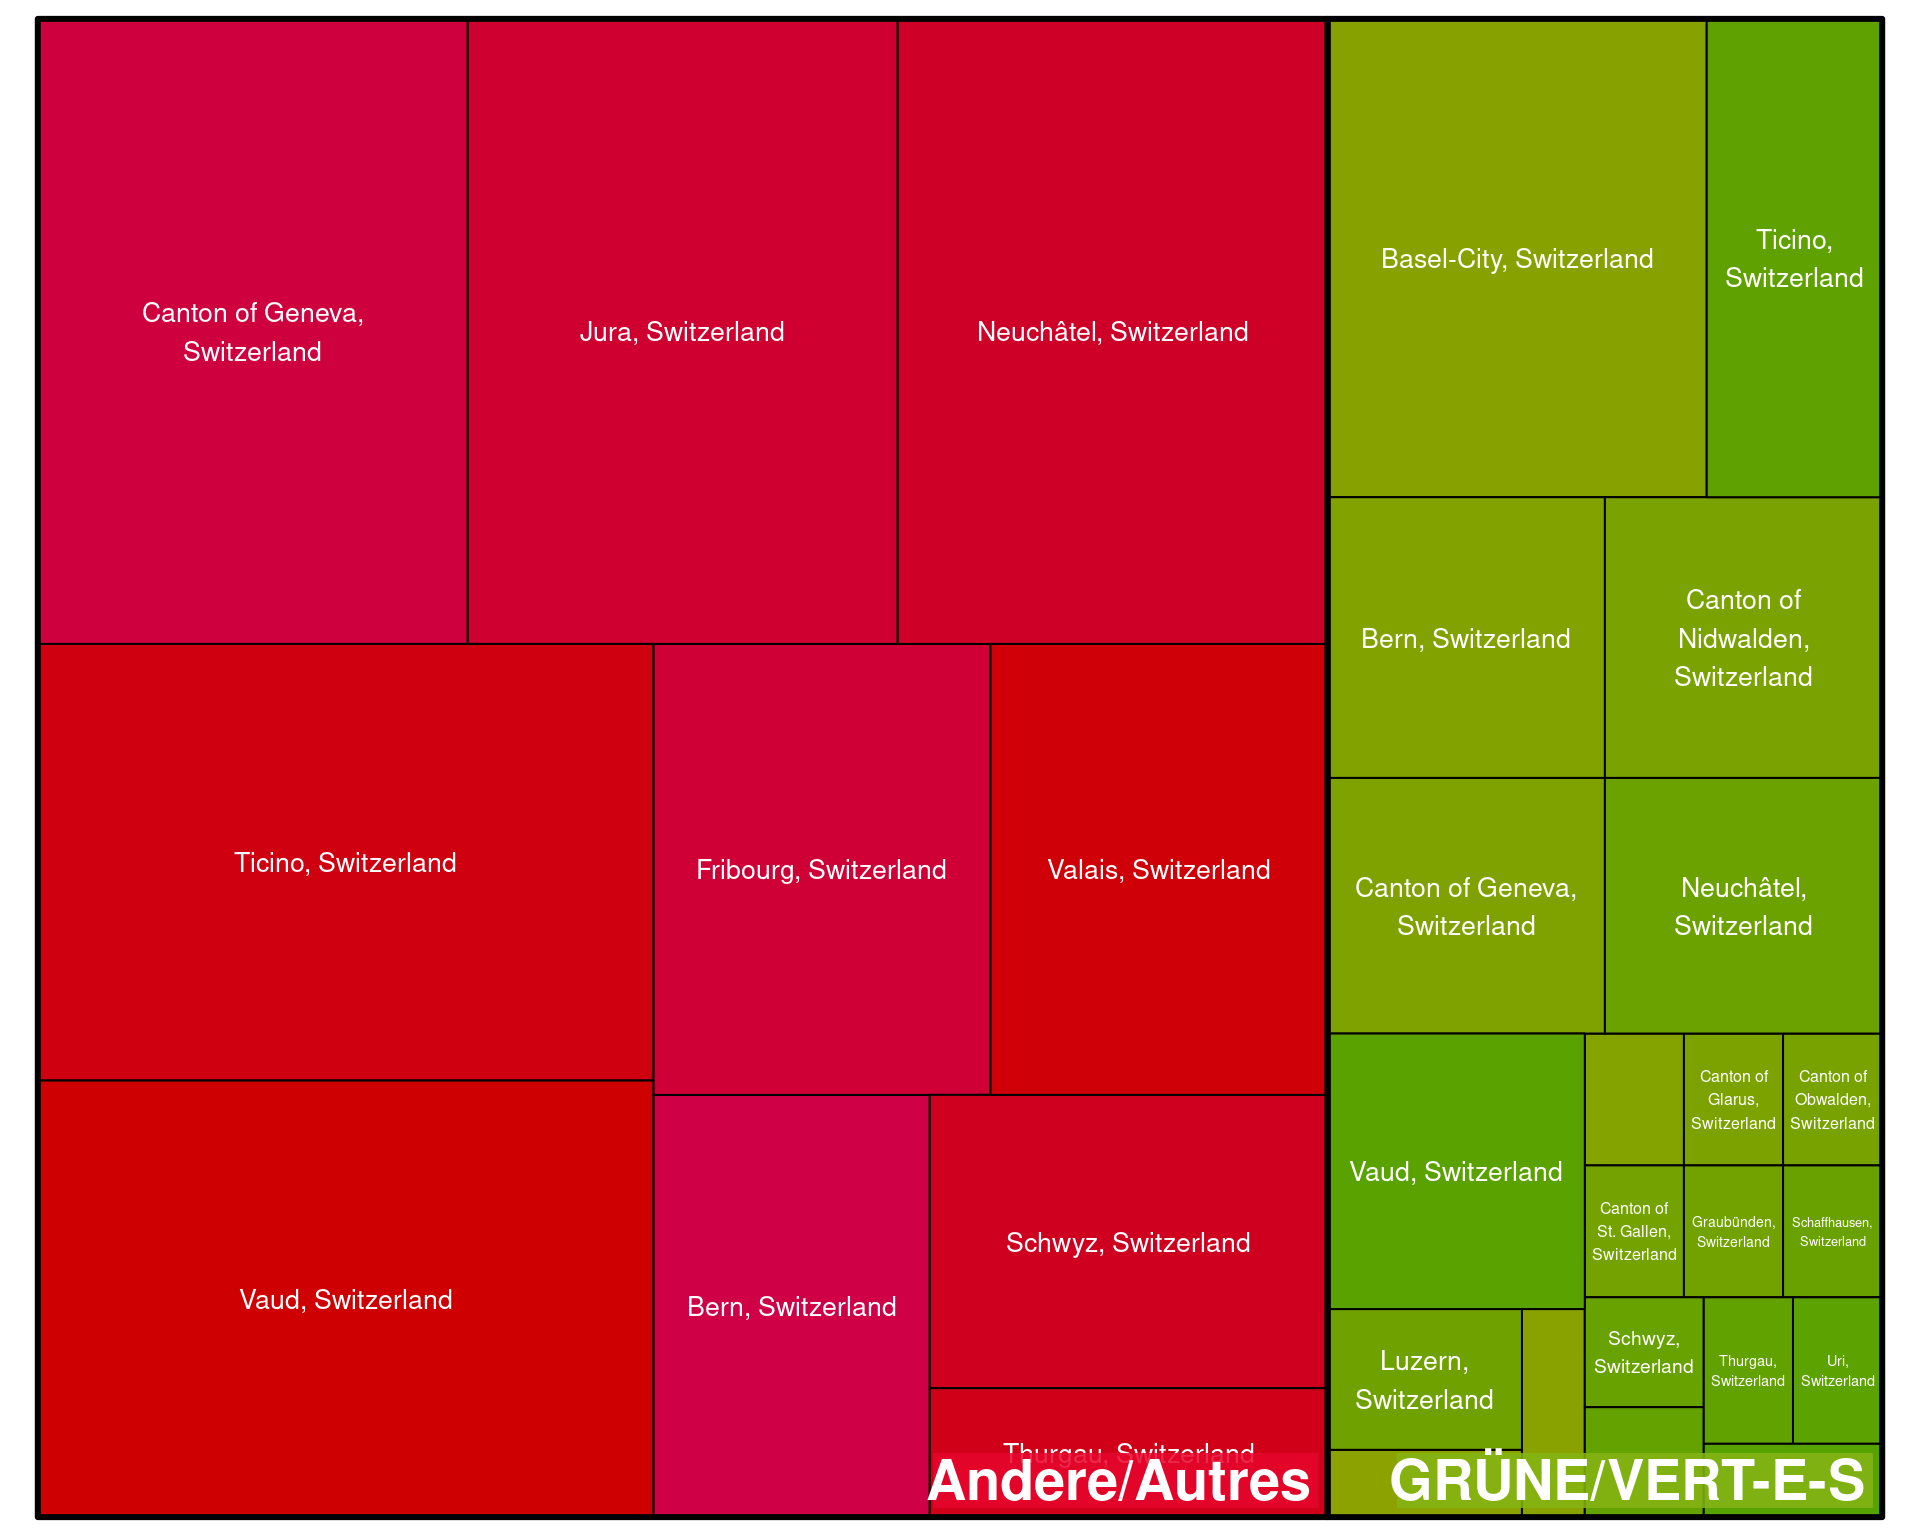 Canton of Geneva,
Switzerland
Jura, Switzerland
Neuchâtel, Switzerland
Ticino, Switzerland
Fribourg, Switzerland
Valais, Switzerland
Vaud, Switzerland
Bern, Switzerland
Schwyz, Switzerland
Thurgau, Switzerland
Andere/Autres
Basel-City, Switzerland
Ticino,
Switzerland
Bern, Switzerland
Canton of
Nidwalden,
Switzerland
Canton of Geneva,
Switzerland
Neuchâtel,
Switzerland
Vaud, Switzerland
Canton of
Glarus,
Switzerland
Canton of
Obwalden,
Switzerland
Canton of
St. Gallen,
Switzerland
Graubünden,
Switzerland
Schaffhausen,
Switzerland
Luzern,
Switzerland
Schwyz,
Switzerland
Thurgau,
Switzerland
Uri,
Switzerland
GRÜNE/VERT-E-S